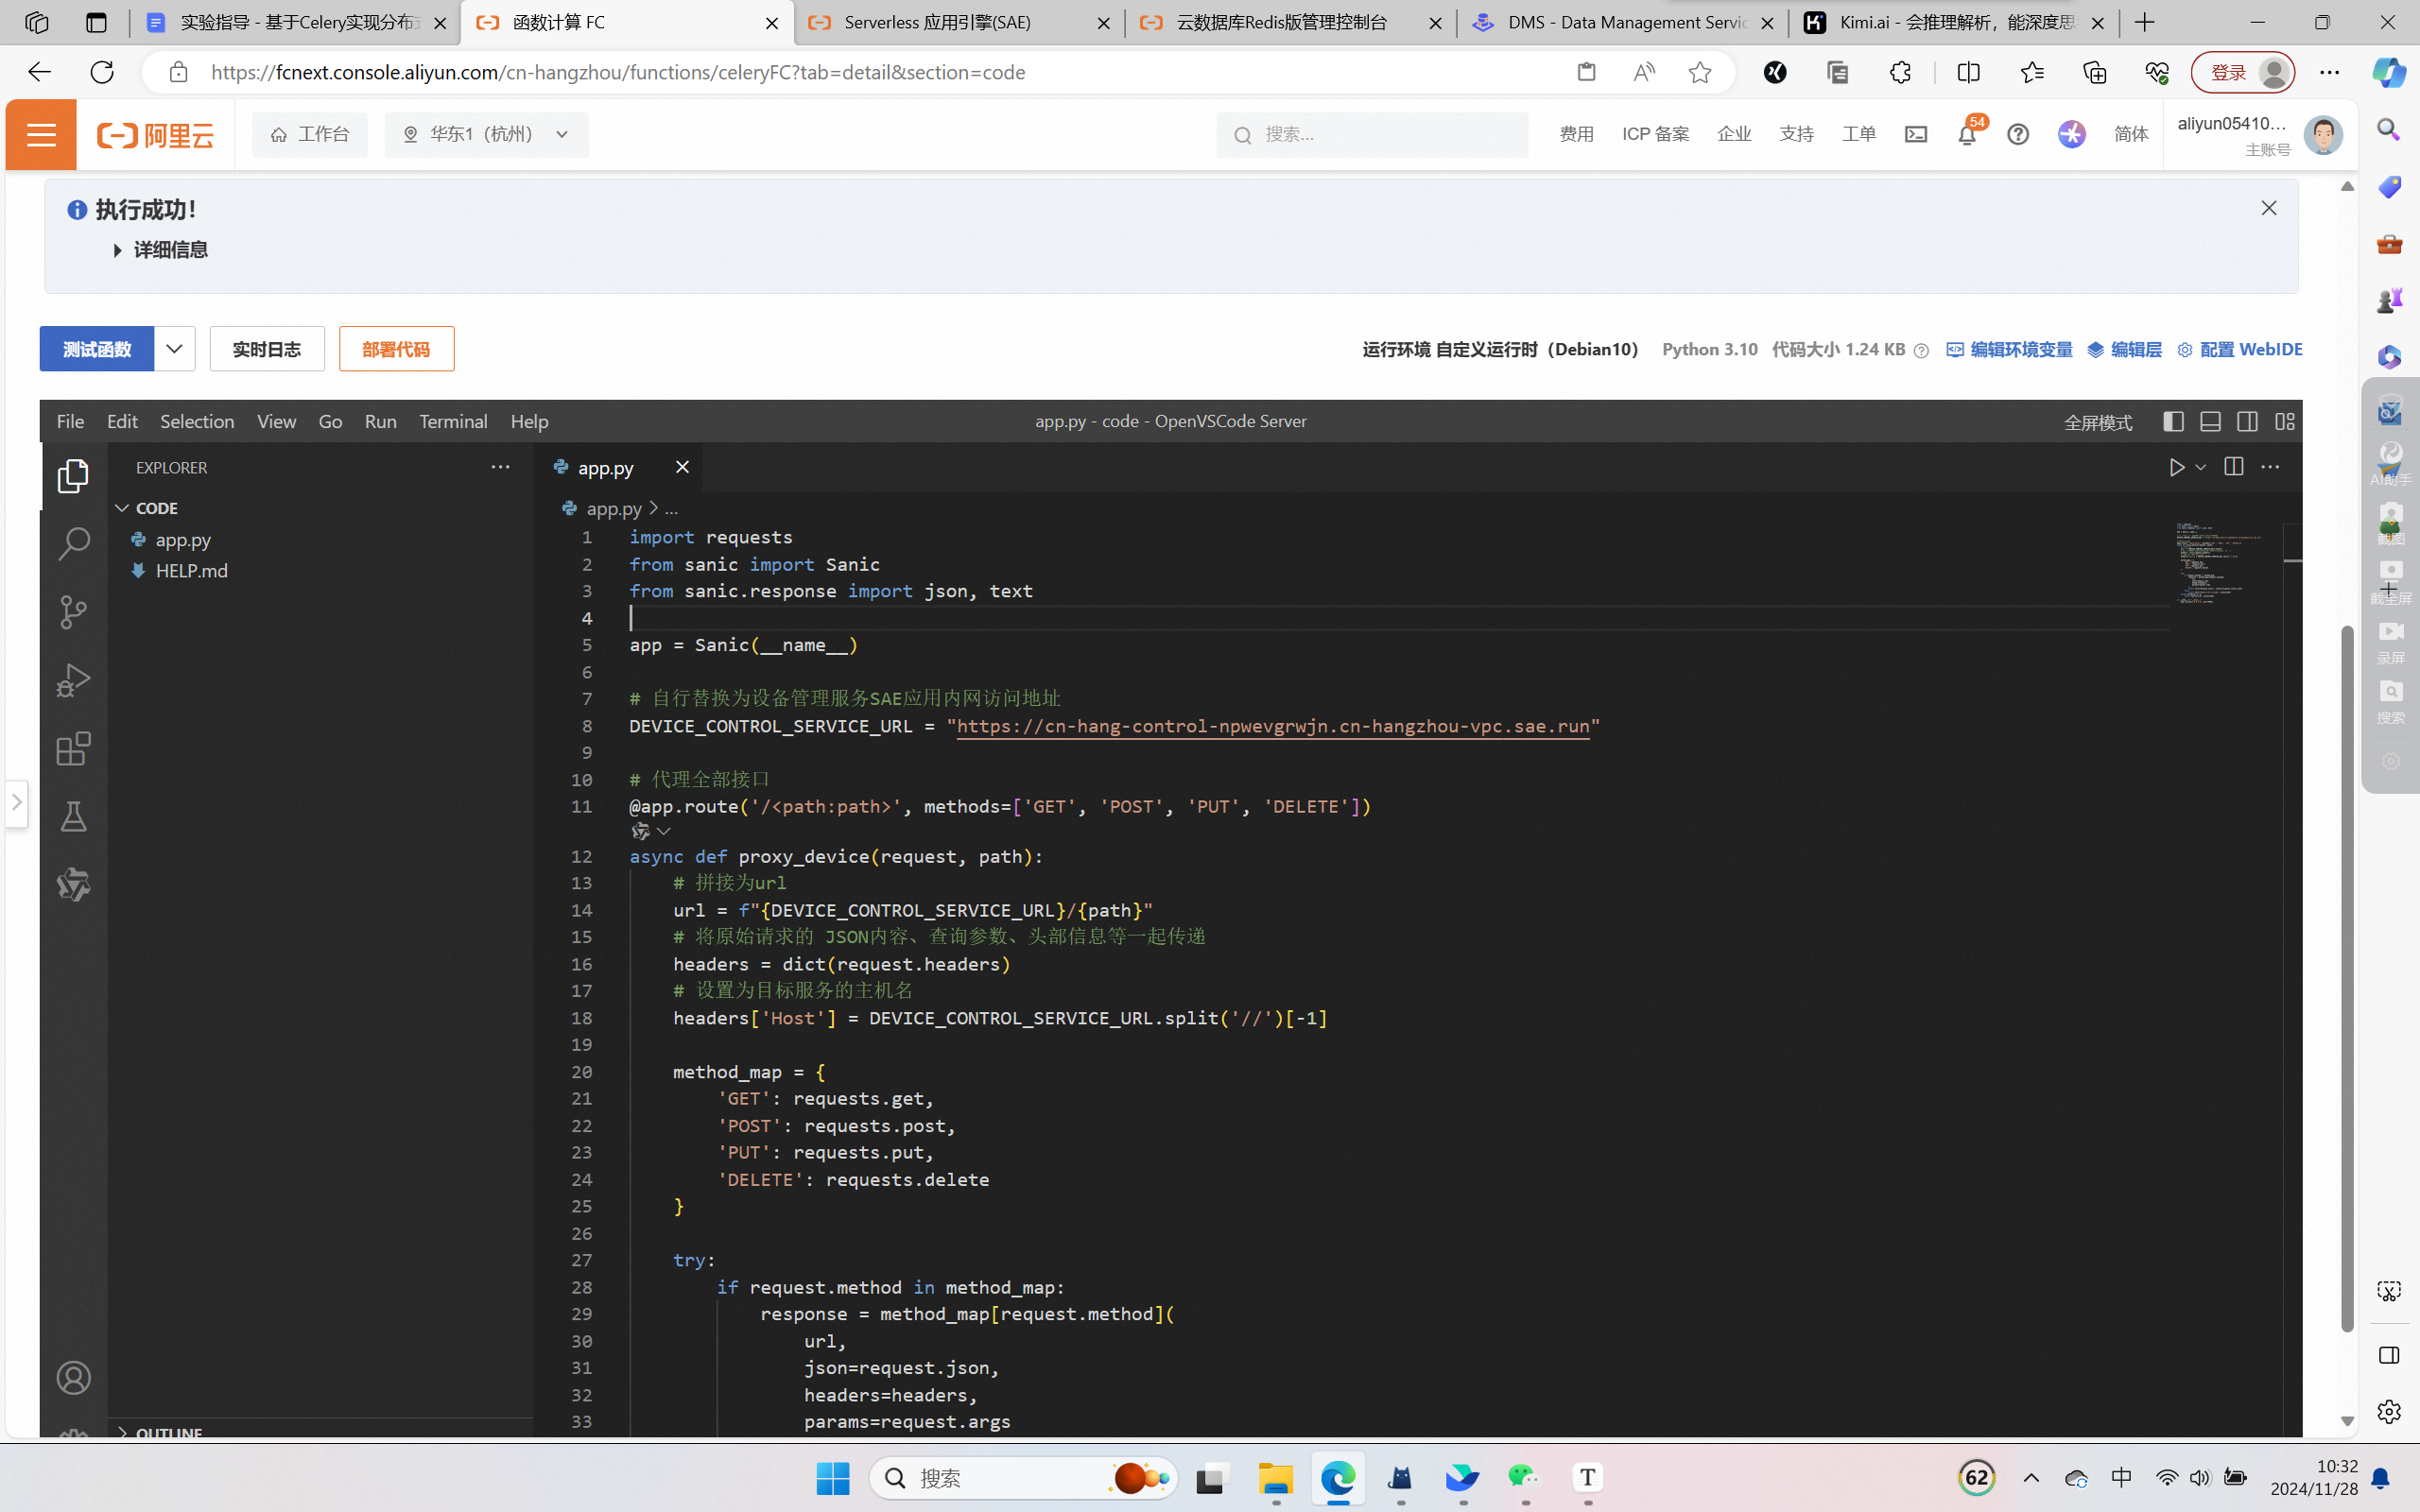 实验指导 - 基于Celery实现分布式
函数计算 FC
Serverless 应用引擎(SAE)
云数据库Redis版管理控制台
DMS - Data Management Servic
Kimi.ai - 会推理解析，能深度思
https://fcnext.console.aliyun.com/cn-hangzhou/functions/celeryFC?tab=detail&section=code
登录
阿里云
工作台
华东1（杭州）
搜索...
费用
ICP 备案
企业
支持
工单
54
简体
aliyun05410...
主账号
执行成功！
详细信息
测试函数
实时日志
部署代码
运行环境 自定义运行时（Debian10） Python 3.10 代码大小 1.24 KB
编辑环境变量
编辑层
配置 WebIDE
File Edit Selection View Go Run Terminal Help
app.py - code - OpenVSCode Server
全屏模式
EXPLORER
CODE
app.py
HELP.md
OUTLINE
app.py
app.py > ...
1 import requests
2 from sanic import Sanic
3 from sanic.response import json, text
4
5 app = Sanic(__name__)
6
7 # 自行替换为设备管理服务SAE应用内网访问地址
8 DEVICE_CONTROL_SERVICE_URL = "https://cn-hang-control-npwevgrwjn.cn-hangzhou-vpc.sae.run"
9
10 # 代理全部接口
11 @app.route('/<path:path>', methods=['GET', 'POST', 'PUT', 'DELETE'])
12 async def proxy_device(request, path):
13 # 拼接为url
14 url = f"{DEVICE_CONTROL_SERVICE_URL}/{path}"
15 # 将原始请求的 JSON内容、查询参数、头部信息等一起传递
16 headers = dict(request.headers)
17 # 设置为目标服务的主机名
18 headers['Host'] = DEVICE_CONTROL_SERVICE_URL.split('//')[-1]
19
20 method_map = {
21 'GET': requests.get,
22 'POST': requests.post,
23 'PUT': requests.put,
24 'DELETE': requests.delete
25 }
26
27 try:
28 if request.method in method_map:
29 response = method_map[request.method](
30 url,
31 json=request.json,
32 headers=headers,
33 params=request.args
AI助手
截图
截全屏
录屏
搜索
搜索
62
中
10:32
2024/11/28